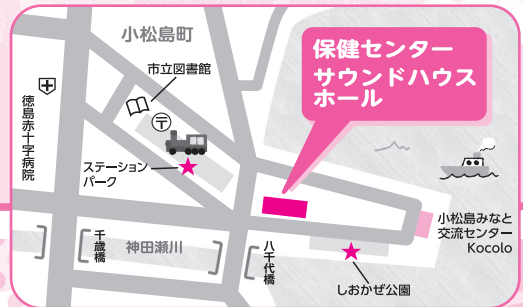 小松島町
市立図書館
保健センター
サウンドハウス
ホール
徳島赤十字病院
〒
ステーション
パーク
小松島みなと
交流センター
Kocolo
千歳橋
神田瀬川
八千代橋
しおかぜ公園